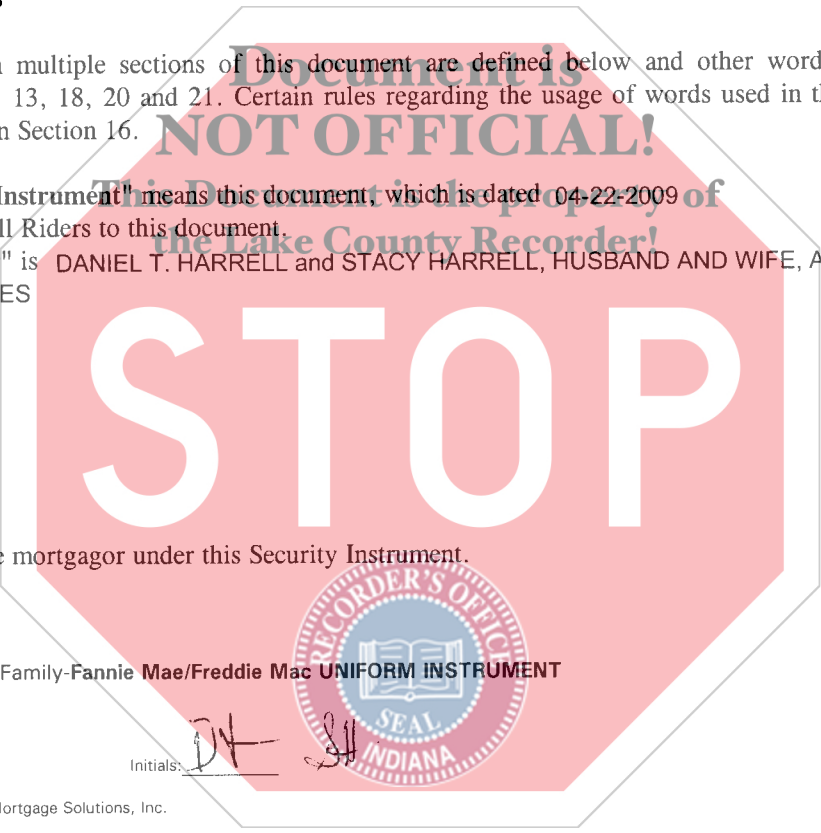 multiple sections of this document are defined below and other word
13, 18, 20 and 21. Certain rules regarding the usage of words used in
n Section 16.
Document is
NOT OFFICIAL!
This Document is the property of
the Lake County Recorder!
Instrument" means this document, which is dated 04-22-2009
ll Riders to this document.
" is DANIEL T. HARRELL and STACY HARRELL, HUSBAND AND WIFE, A
ES
STOP
e mortgagor under this Security Instrument.
RECORDER'S OFFICE
SEAL
INDIANA
Family-Fannie Mae/Freddie Mac UNIFORM INSTRUMENT
Initials: DH SH
ortgage Solutions, Inc.